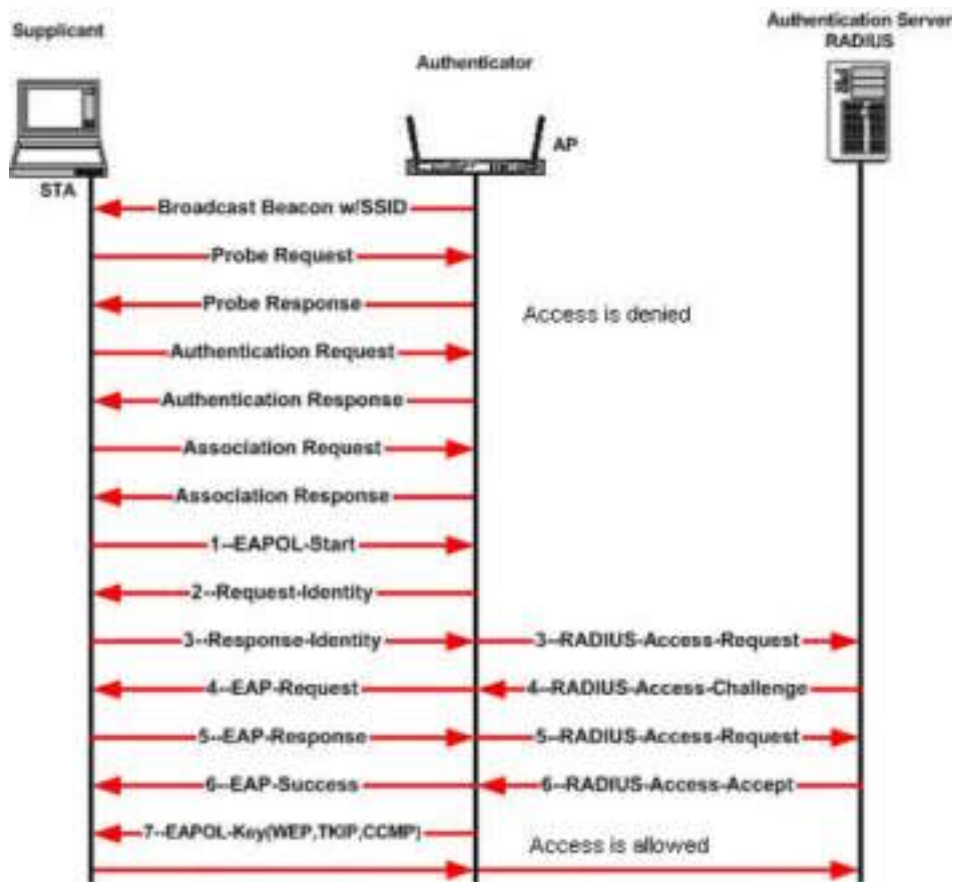 Supplicant
Authentication Server
RADIUS
Authenticator
AP
STA
Broadcast Beacon w/SSID
Probe Request
Probe Response
Access is denied
Authentication Request
Authentication Response
Association Request
Association Response
1--EAPOL-Start
2--Request-Identity
3--Response-Identity
3--RADIUS-Access-Request
4--EAP-Request
4--RADIUS-Access-Challenge
5--EAP-Response
5--RADIUS-Access-Request
6--EAP-Success
6--RADIUS-Access-Accept
7--EAPOL-Key(WEP,TKIP,CCMP)
Access is allowed